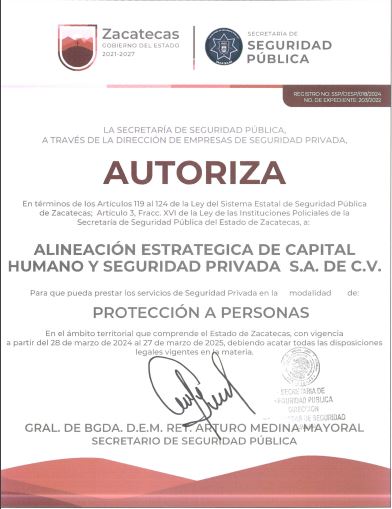 Zacatecas
GOBIERNO DEL ESTADO
2021-2027
SECRETARÍA DE
SEGURIDAD
PÚBLICA
REGISTRO NO. SSP/DESP/018/2024
NO. DE EXPEDIENTE: 203/2022
LA SECRETARÍA DE SEGURIDAD PÚBLICA,
A TRAVÉS DE LA DIRECCIÓN DE EMPRESAS DE SEGURIDAD PRIVADA,
AUTORIZA
En términos de los Artículos 119 al 124 de la Ley del Sistema Estatal de Seguridad Pública
de Zacatecas; Artículo 3, Fracc. XVI de la Ley de las Instituciones Policiales de la
Secretaría de Seguridad Pública del Estado de Zacatecas, a:
ALINEACIÓN ESTRATEGICA DE CAPITAL
HUMANO Y SEGURIDAD PRIVADA S.A. DE C.V.
Para que pueda prestar los servicios de Seguridad Privada en la modalidad de:
PROTECCIÓN A PERSONAS
En el ámbito territorial que comprende el Estado de Zacatecas, con vigencia
a partir del 28 de marzo de 2024 al 27 de marzo de 2025, debiendo acatar todas las disposiciones
legales vigentes en la materia.
SECRETARIA DE
SEGURIDAD PUBLICA
DIRECCION
DE SEGURIDAD
GRAL. DE BGDA. D.E.M. RET. ARTURO MEDINA MAYORAL
SECRETARIO DE SEGURIDAD PÚBLICA